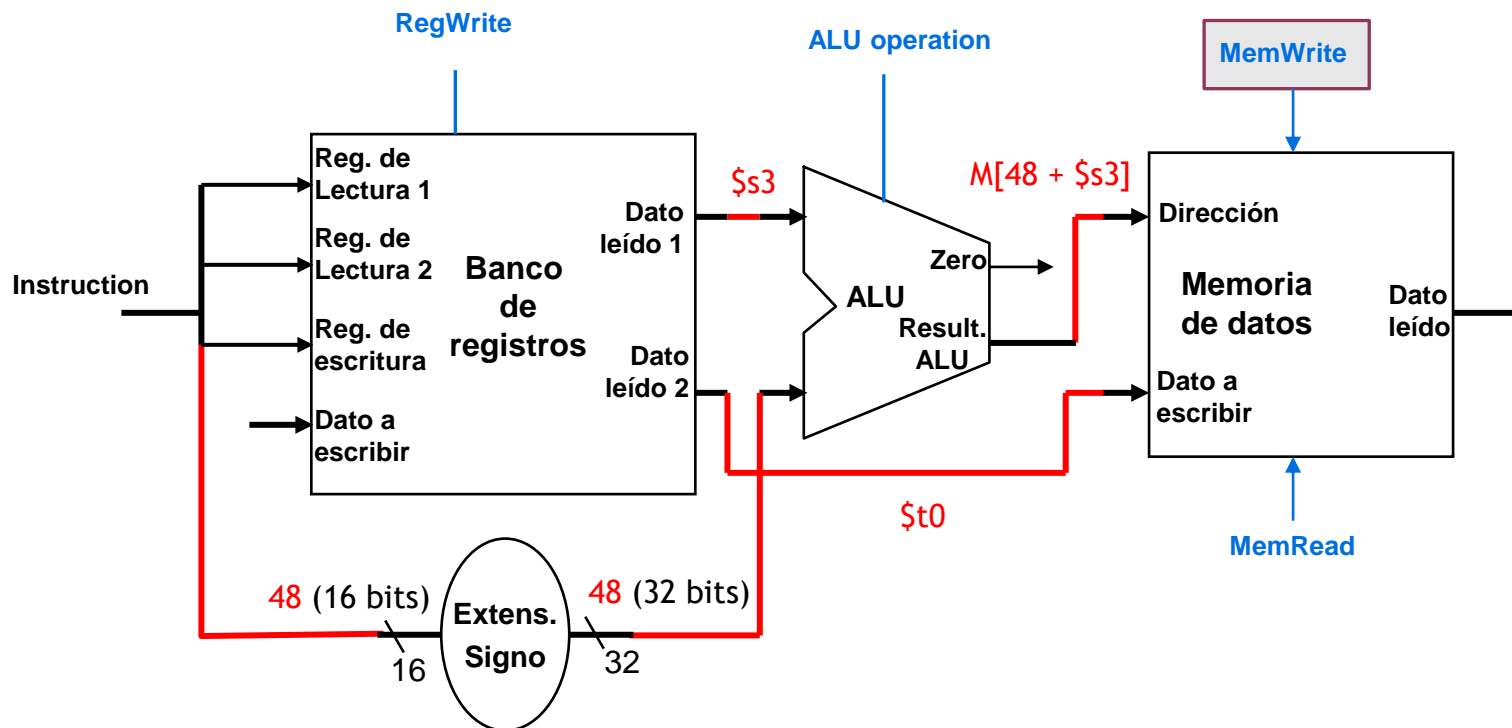 RegWrite
ALU operation
MemWrite
Reg. de
Lectura 1
Reg. de
Lectura 2
Reg. de
escritura
Dato a
escribir
Banco
de
registros
Dato
leído 1
Dato
leído 2
Instruction
$s3
ALU
Zero
Result.
ALU
M[48 + $s3]
Dirección
Memoria
de datos
Dato
leído
Dato a
escribir
$t0
MemRead
48 (16 bits)
16
Extens.
Signo
48 (32 bits)
32